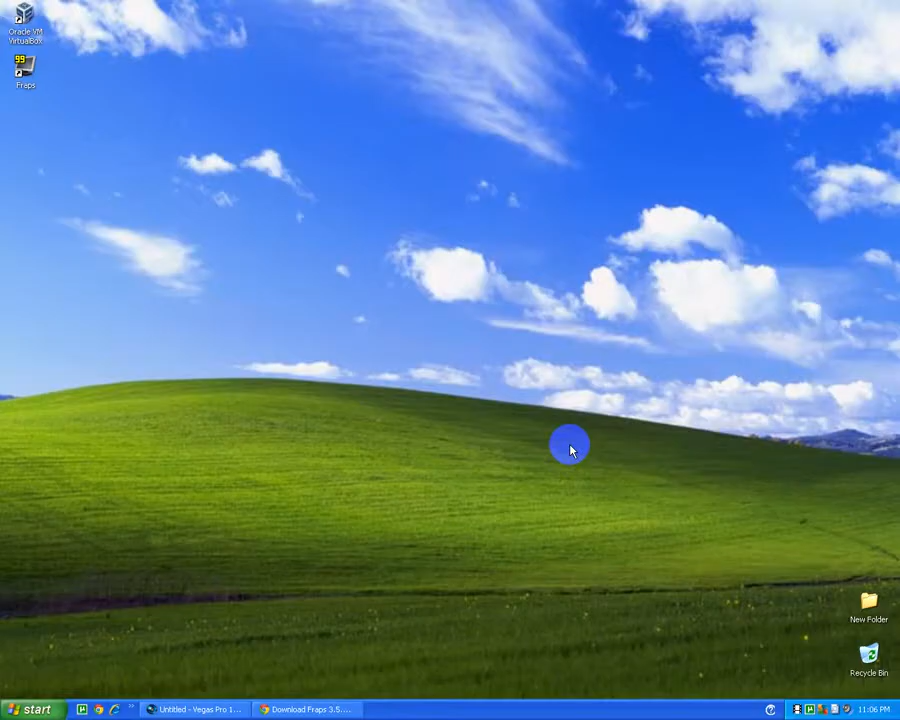 Oracle VM
VirtualBox
99
Fraps
New Folder
Recycle Bin
start
Untitled - Vegas Pro 1...
Download Fraps 3.5....
11:06 PM